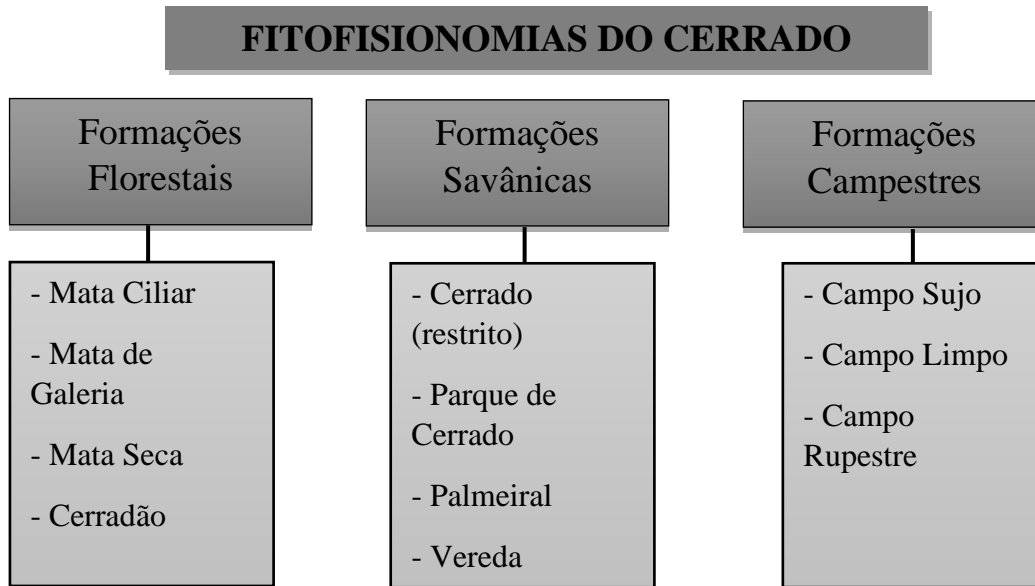 FITOFISIONOMIAS DO CERRADO
Formações
Florestais
- Mata Ciliar
- Mata de
Galeria
- Mata Seca
- Cerradão
Formações
Savânicas
- Cerrado
(restrito)
- Parque de
Cerrado
- Palmeiral
- Vereda
Formações
Campestres
- Campo Sujo
- Campo Limpo
- Campo
Rupestre